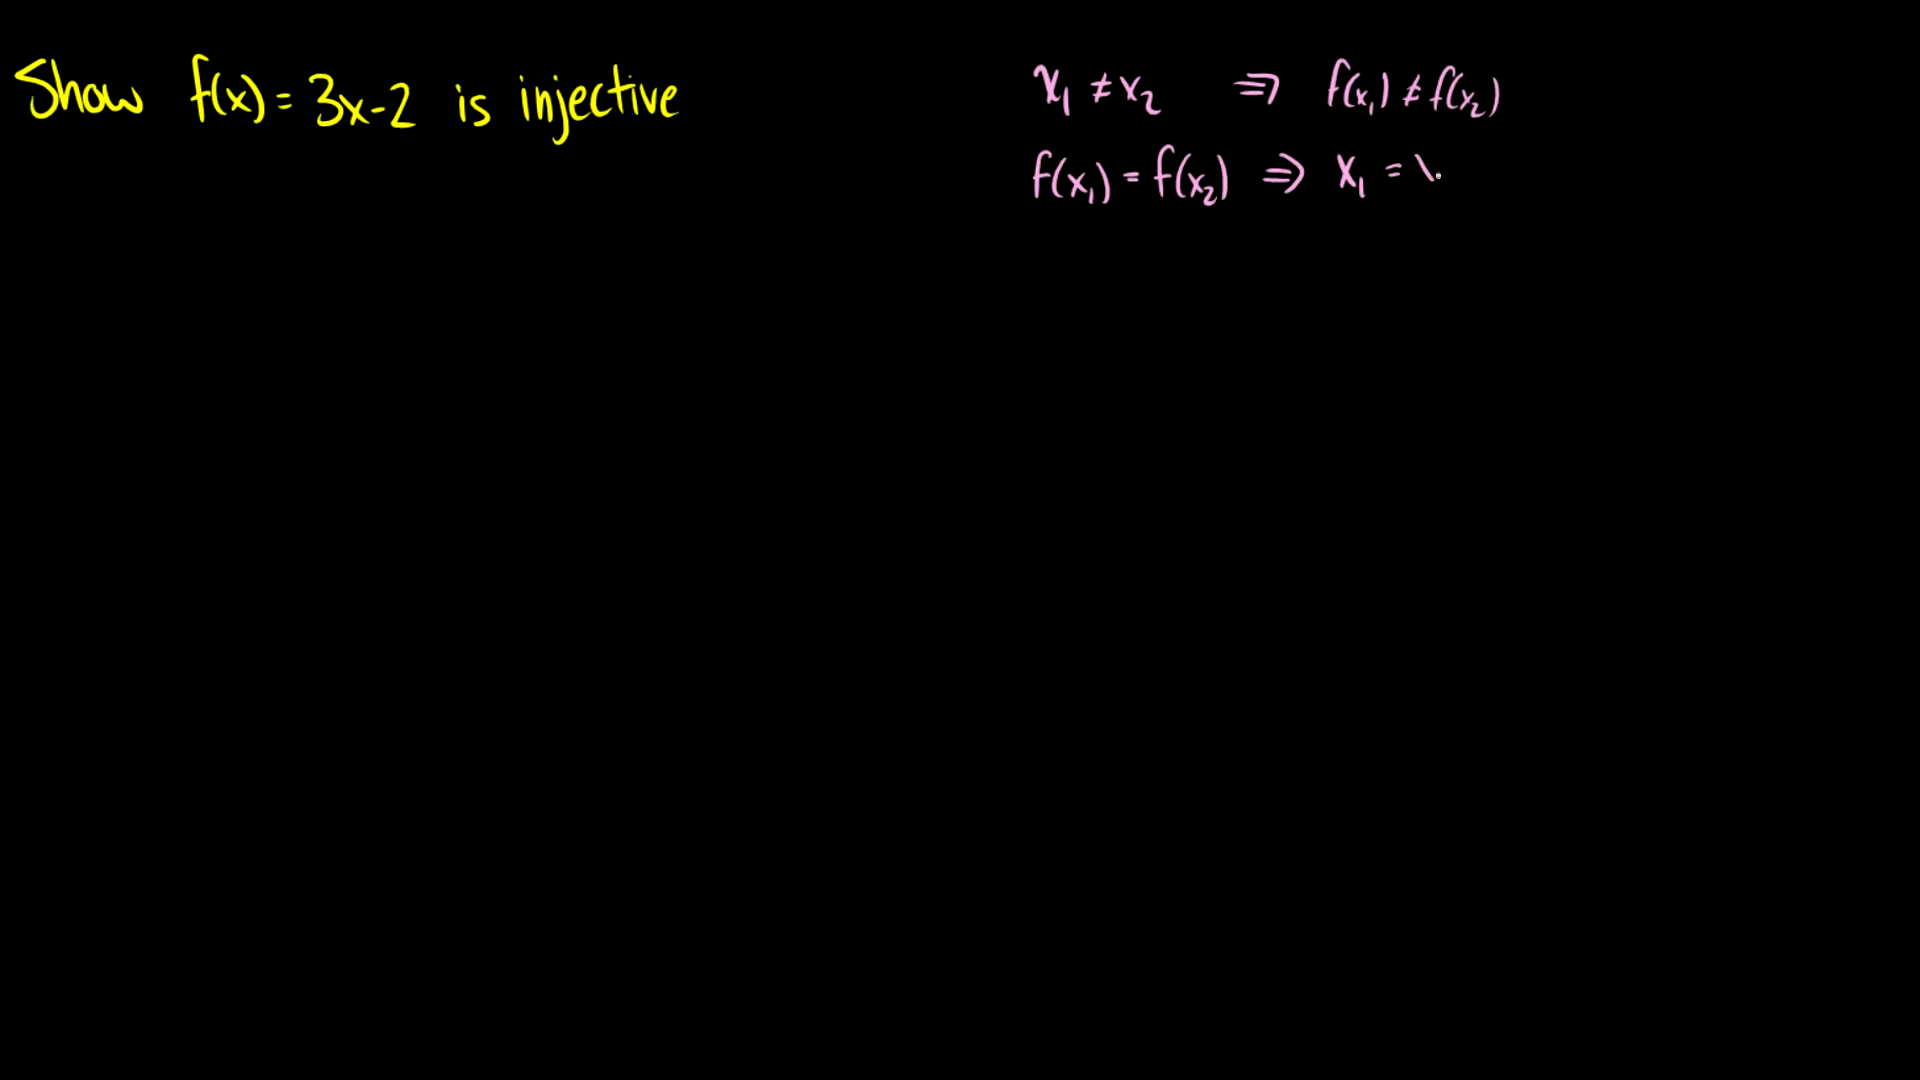 Show f(x) = 3x-2 is injective
x₁ ≠ x₂ ⇒ f(x₁) ≠ f(x₂)
f(x₁) = f(x₂) ⇒ x₁ = \